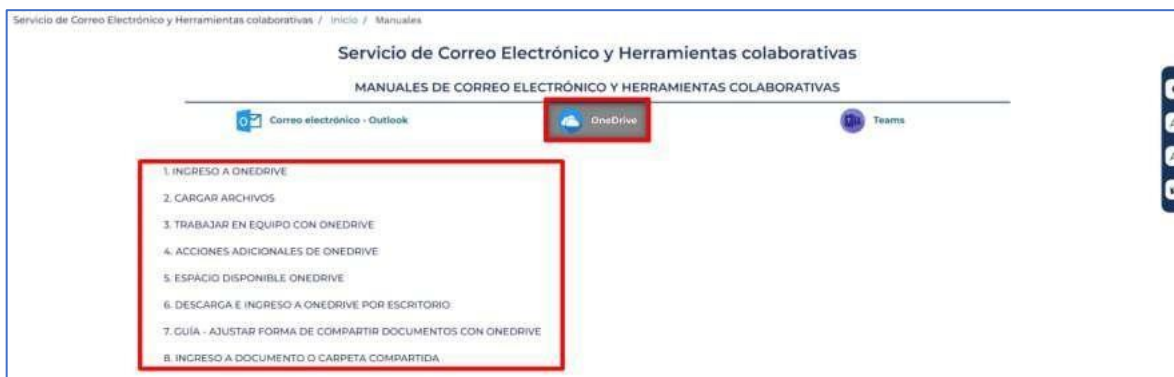 Servicio de Correo Electrónico y Herramientas colaborativas / Inicio / Manuales
Servicio de Correo Electrónico y Herramientas colaborativas
MANUALES DE CORREO ELECTRÓNICO Y HERRAMIENTAS COLABORATIVAS
Correo electrónico - Outlook OneDrive Teams
1. INGRESO A ONEDRIVE
2. CARGAR ARCHIVOS
3. TRABAJAR EN EQUIPO CON ONEDRIVE
4. ACCIONES ADICIONALES DE ONEDRIVE
5. ESPACIO DISPONIBLE ONEDRIVE
6. DESCARGA E INGRESO A ONEDRIVE POR ESCRITORIO
7. GUÍA - AJUSTAR FORMA DE COMPARTIR DOCUMENTOS CON ONEDRIVE
8. INGRESO A DOCUMENTO O CARPETA COMPARTIDA